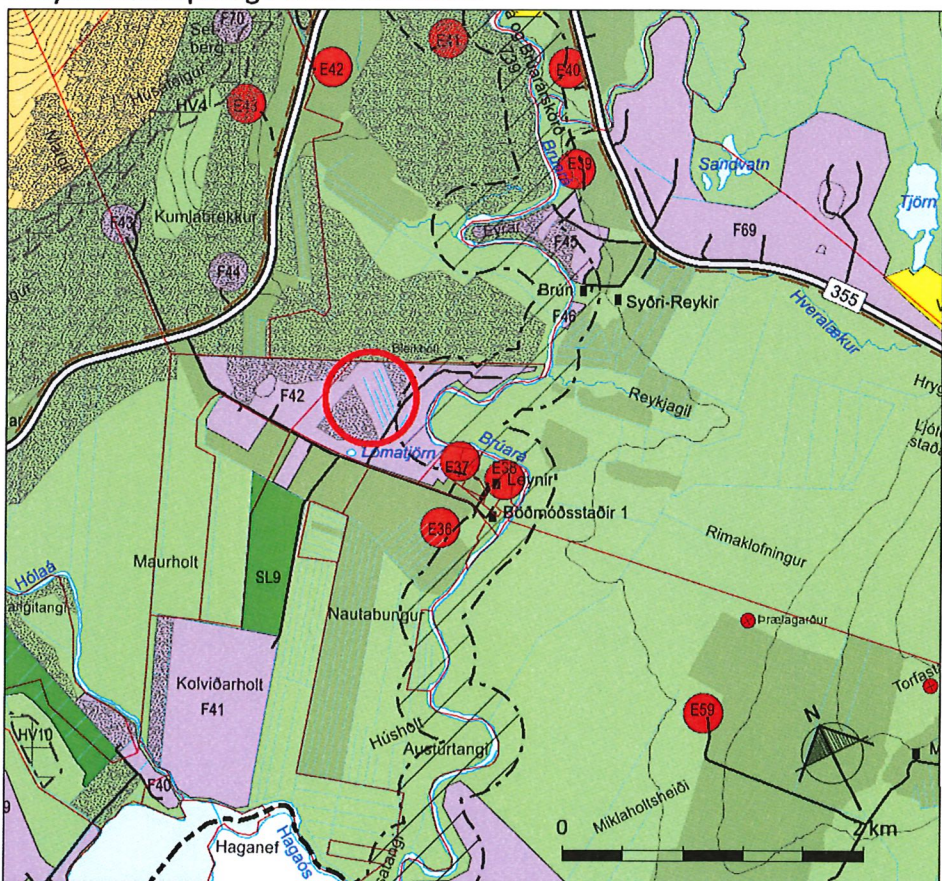 F70
Sel
berg
E41
E42
E40
HV4
E43
Brúará
E39
Sandvatn
Tjörn
F43
Kumlabrekkur
Eyrar
F45
F69
F44
Brún
Syðri-Reykir
355
F46
Hveralækur
F42
Reykjagil
Lómatjörn
Brúará
E37
E38
Leynir
Böðmóðsstaðir 1
E36
Rimaklofningur
Maurholt
SL9
Hólaá
Nautabungur
Þrælagarður
Kolviðarholt
F41
E59
N
HV10
Húsholt
Austurtangi
F40
Miklaholtsheiði
0
2 km
Haganef
Hagaós